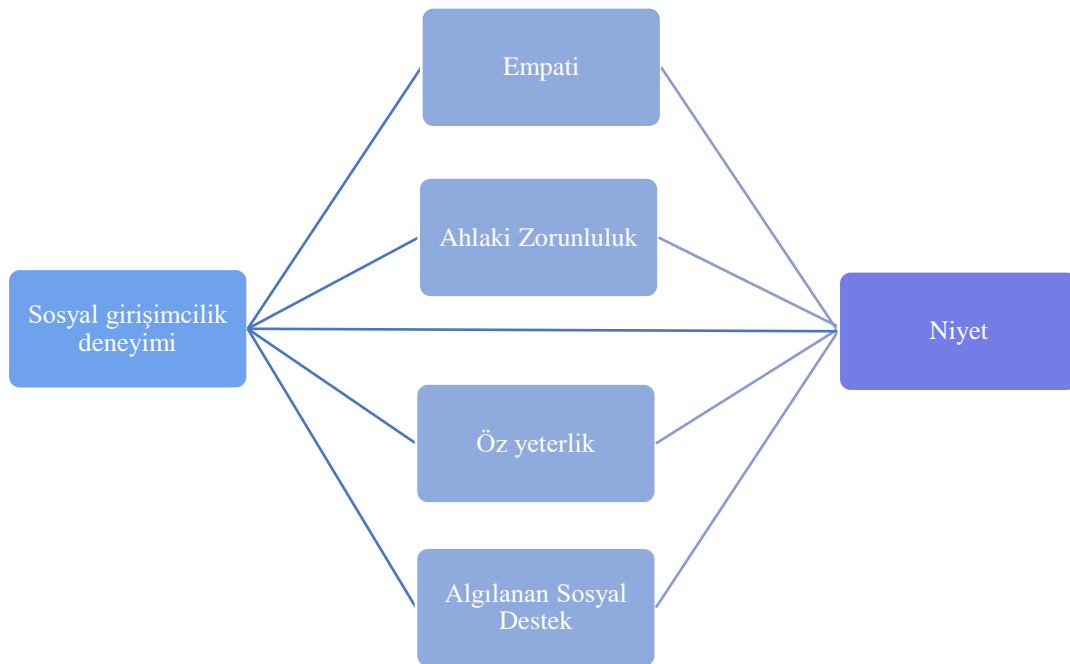 Empati
Ahlaki Zorunluluk
Sosyal girişimcilik
deneyimi
Niyet
Öz yeterlik
Algılanan Sosyal
Destek